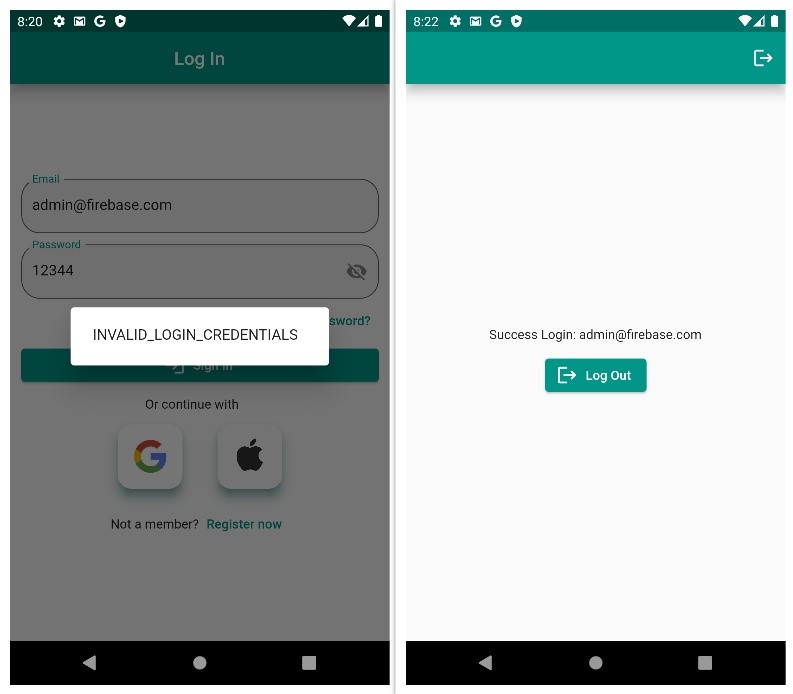 8:20
Log In
Email
admin@firebase.com
Password
12344
sword?
INVALID_LOGIN_CREDENTIALS
Sign In
Or continue with
Not a member? Register now
8:22
Success Login: admin@firebase.com
Log Out